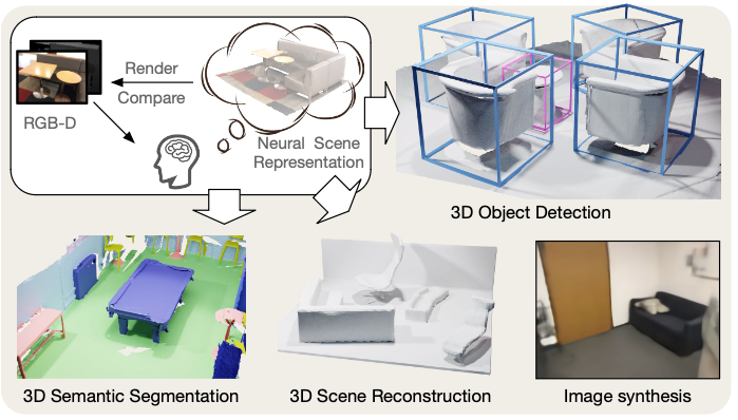 Render
Compare
RGB-D
Neural Scene
Representation
3D Object Detection
3D Semantic Segmentation
3D Scene Reconstruction
Image synthesis